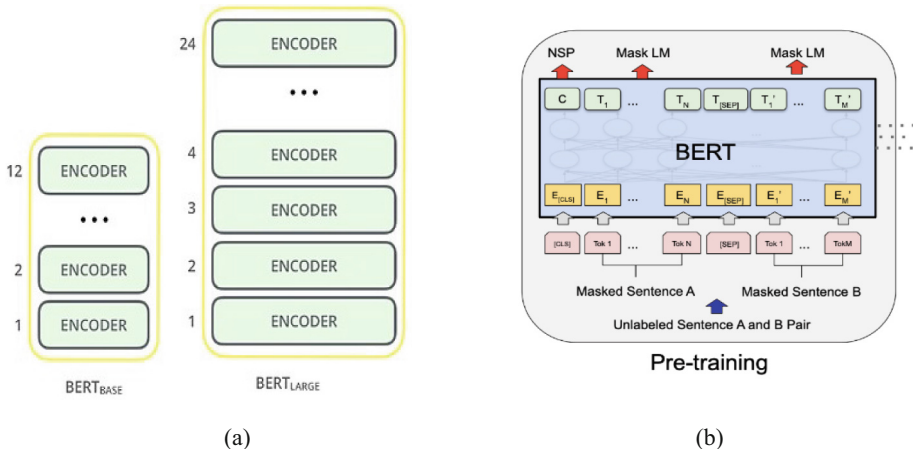 24 ENCODER
•••
4 ENCODER
3 ENCODER
2 ENCODER
1 ENCODER
BERTLARGE
12 ENCODER
•••
2 ENCODER
1 ENCODER
BERTBASE
(a)
NSP Mask LM Mask LM
C T1 ... TN T[SEP] T1' ... TM'
BERT
E[CLS] E1 ... EN E[SEP] E1' ... EM'
[CLS] Tok 1 ... Tok N [SEP] Tok 1 ... TokM
Masked Sentence A Masked Sentence B
Unlabeled Sentence A and B Pair
Pre-training
(b)